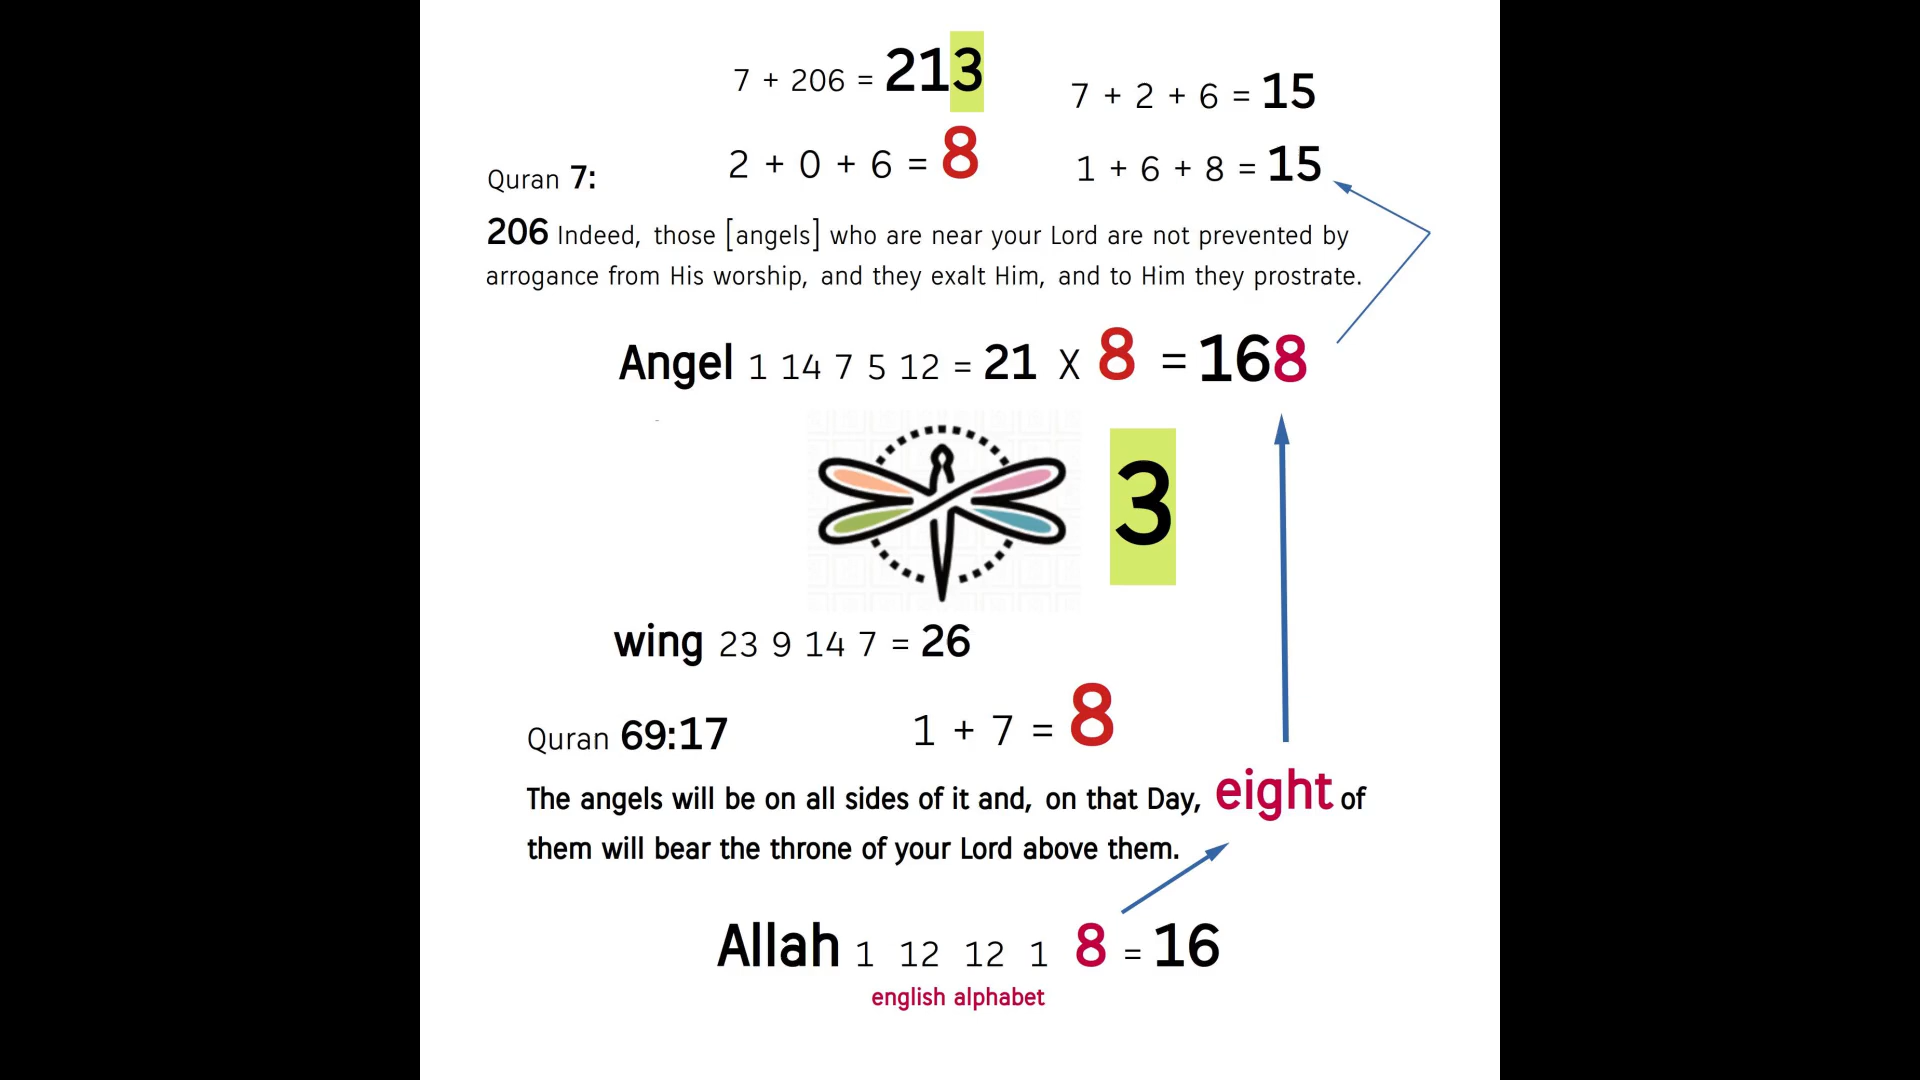 7 + 206 = 213
7 + 2 + 6 = 15
2 + 0 + 6 = 8
1 + 6 + 8 = 15
Quran 7:
206 Indeed, those [angels] who are near your Lord are not prevented by
arrogance from His worship, and they exalt Him, and to Him they prostrate.
Angel 1 14 7 5 12 = 21 X 8 = 168
3
wing 23 9 14 7 = 26
Quran 69:17
1 + 7 = 8
The angels will be on all sides of it and, on that Day, eight of
them will bear the throne of your Lord above them.
Allah 1 12 12 1 8 = 16
english alphabet